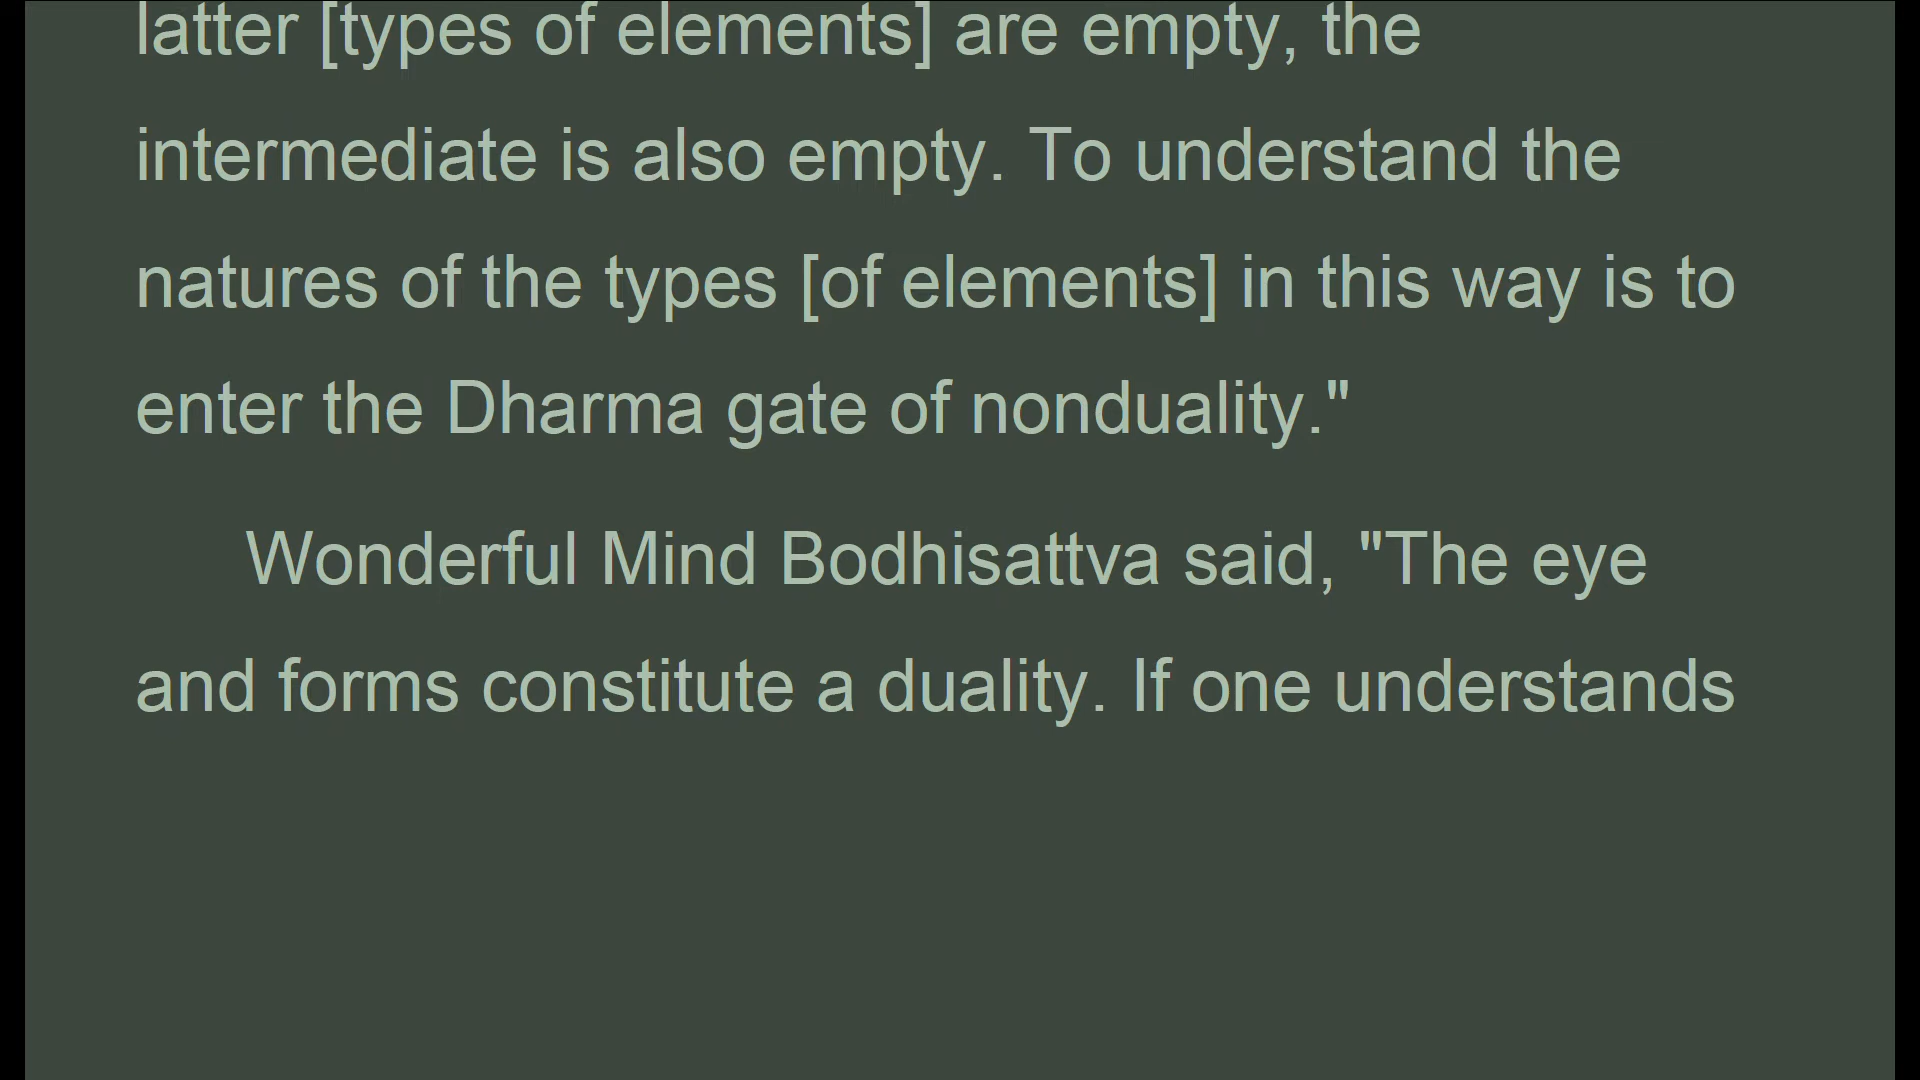 latter [types of elements] are empty, the
intermediate is also empty. To understand the
natures of the types [of elements] in this way is to
enter the Dharma gate of nonduality."
Wonderful Mind Bodhisattva said, "The eye
and forms constitute a duality. If one understands